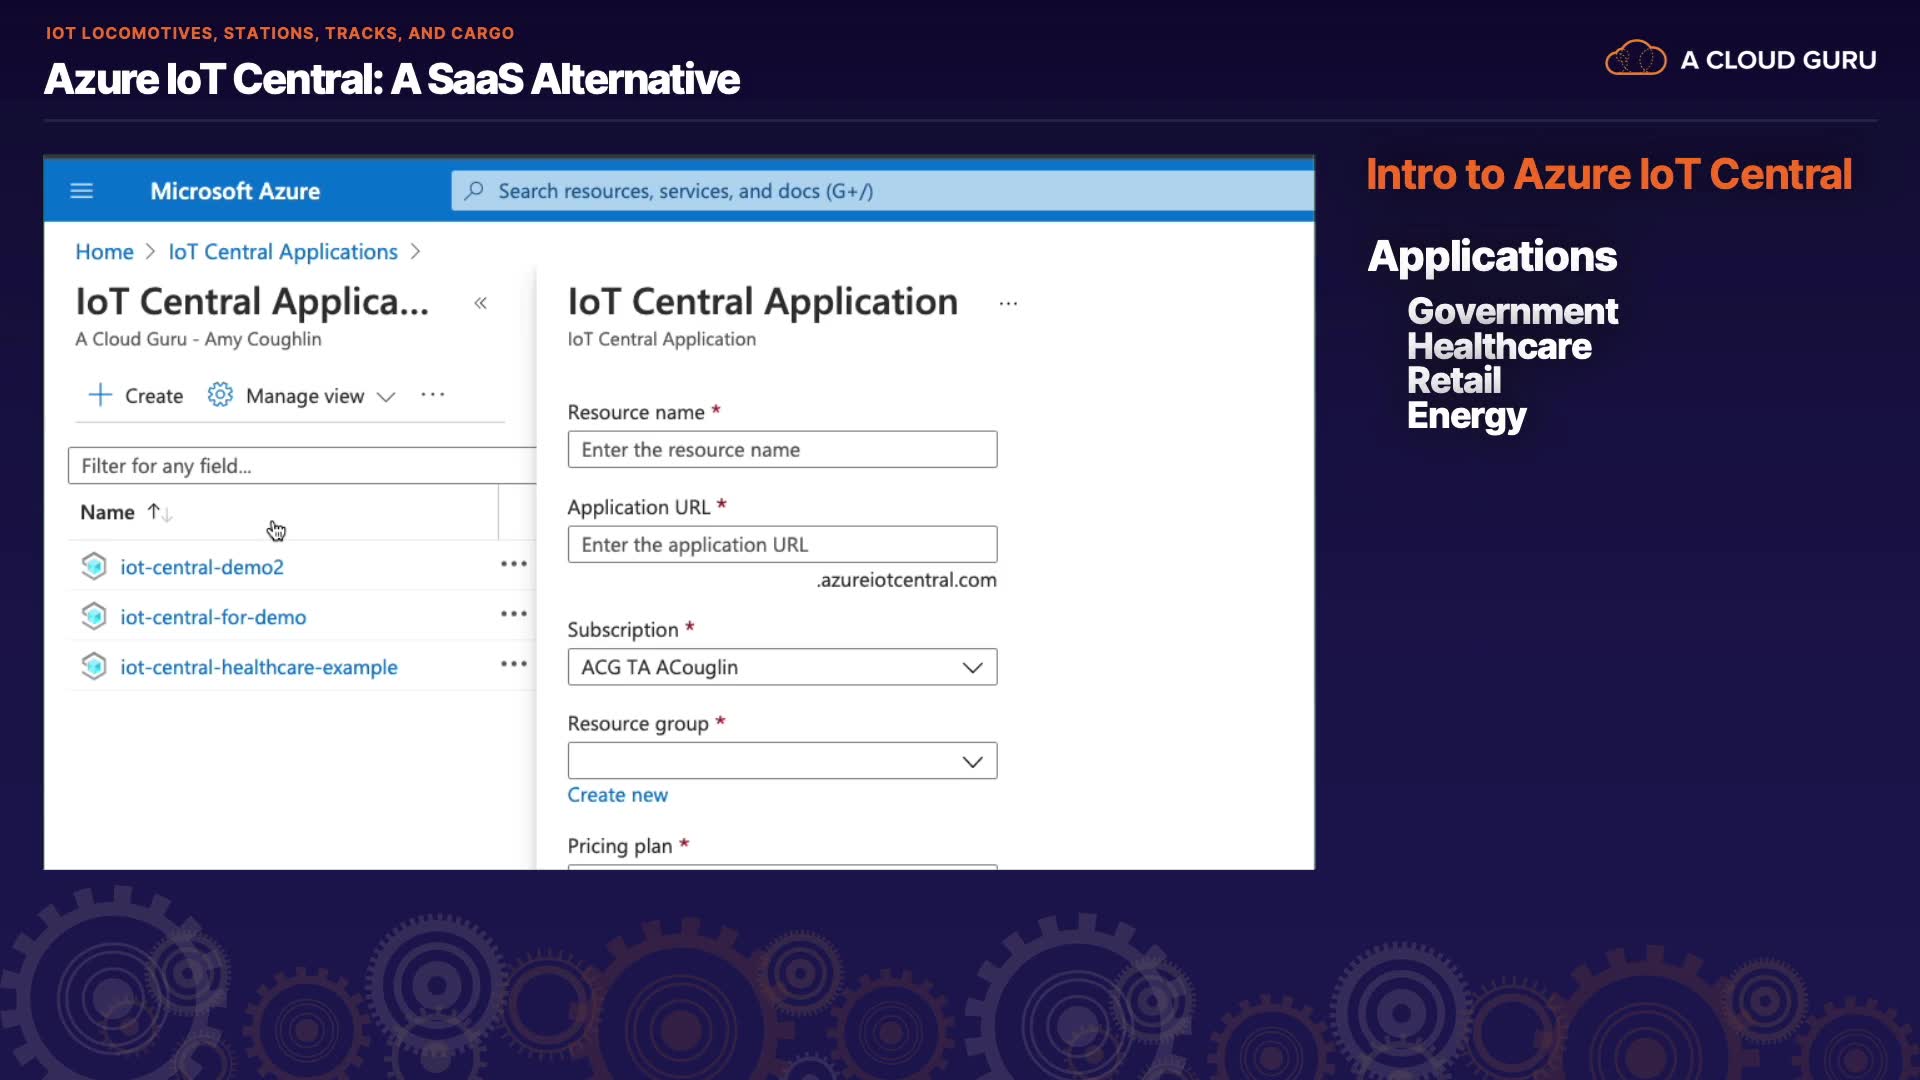 IOT LOCOMOTIVES, STATIONS, TRACKS, AND CARGO
Azure IoT Central: A SaaS Alternative
A CLOUD GURU
Microsoft Azure
Search resources, services, and docs (G+/)
Home > IoT Central Applications >
IoT Central Applica... «
A Cloud Guru - Amy Coughlin
+ Create Manage view ...
Filter for any field...
Name ↑↓
iot-central-demo2 ...
iot-central-for-demo ...
iot-central-healthcare-example ...
IoT Central Application ...
IoT Central Application
Resource name *
Enter the resource name
Application URL *
Enter the application URL
.azureiotcentral.com
Subscription *
ACG TA ACouglin
Resource group *
Create new
Pricing plan *
Intro to Azure IoT Central
Applications
Government
Healthcare
Retail
Energy